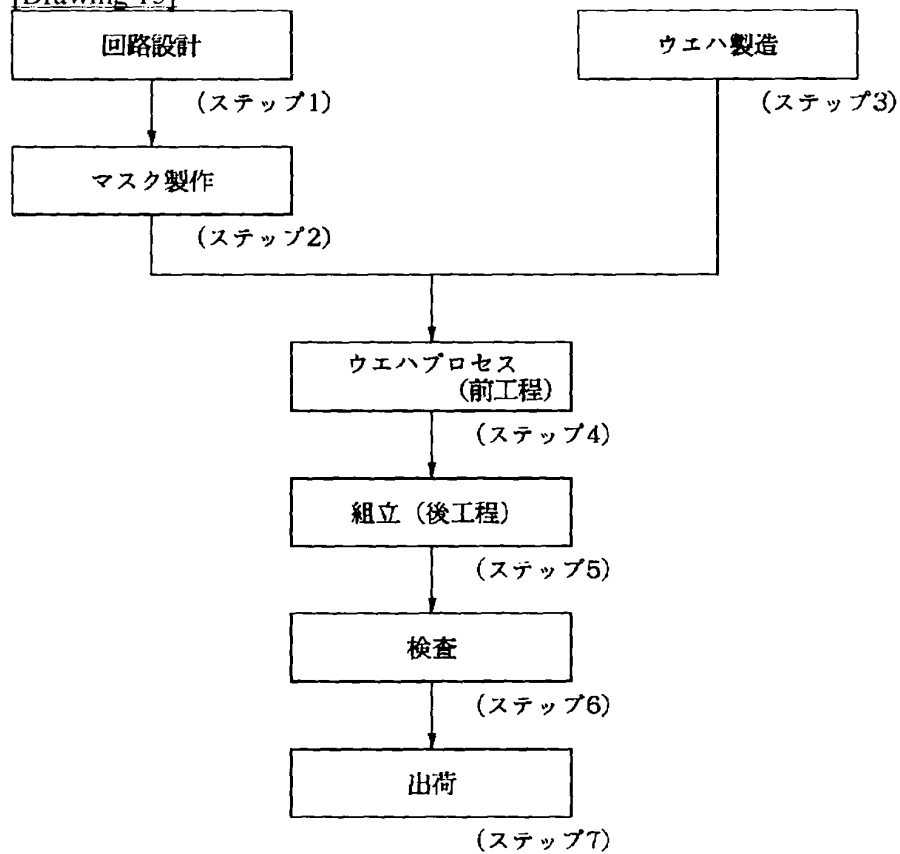 [Drawing 15]
回路設計
(ステップ1)
マスク製作
(ステップ2)
ウエハ製造
(ステップ3)
ウエハプロセス
(前工程)
(ステップ4)
組立（後工程）
(ステップ5)
検査
(ステップ6)
出荷
(ステップ7)